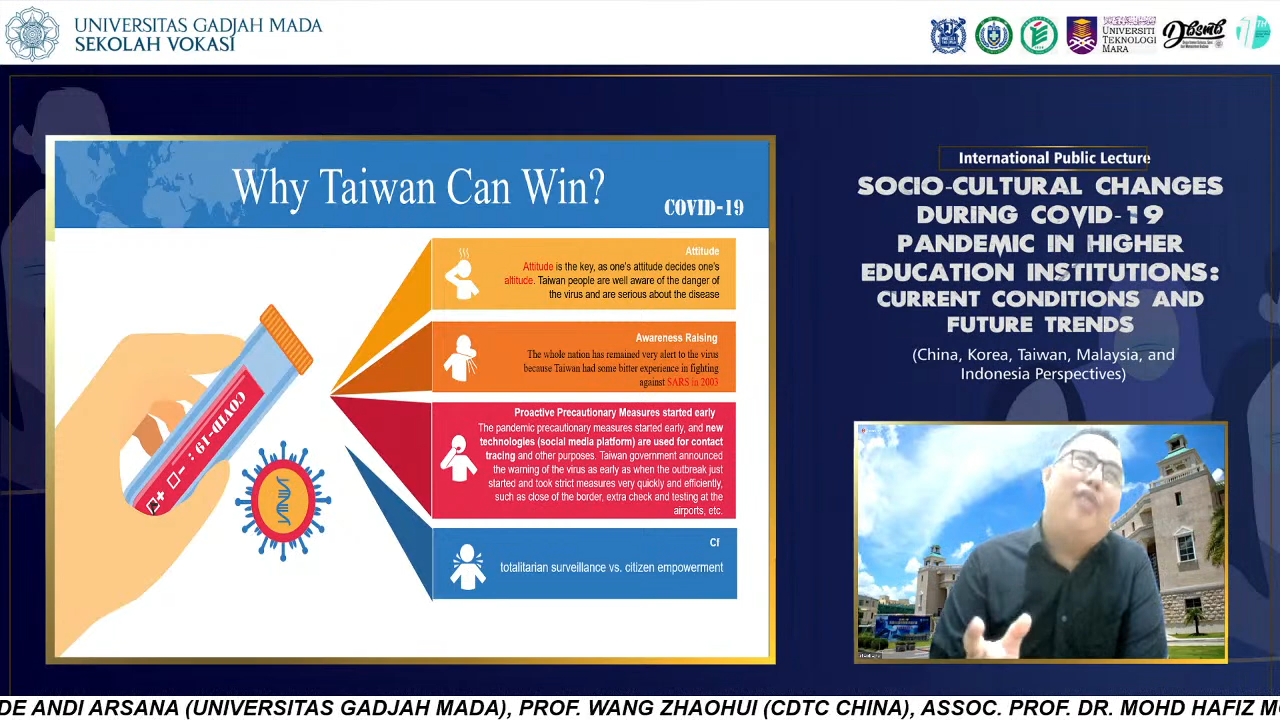 UNIVERSITAS GADJAH MADA
SEKOLAH VOKASI
UNIVERSITI
TEKNOLOGI
MARA
Why Taiwan Can Win?
COVID-19
Attitude
Attitude is the key, as one's attitude decides one's
altitude. Taiwan people are well aware of the danger of
the virus and are serious about the disease
Awareness Raising
The whole nation has remained very alert to the virus
because Taiwan had some bitter experience in fighting
against SARS in 2003
Proactive Precautionary Measures started early
The pandemic precautionary measures started early, and new
technologies (social media platform) are used for contact
tracing and other purposes. Taiwan government announced
the warning of the virus as early as when the outbreak just
started and took strict measures very quickly and efficiently,
such as close of the border, extra check and testing at the
airports, etc.
Cf
totalitarian surveillance vs. citizen empowerment
COVID-19:
International Public Lecture
SOCIO-CULTURAL CHANGES
DURING COVID-19
PANDEMIC IN HIGHER
EDUCATION INSTITUTIONS:
CURRENT CONDITIONS AND
FUTURE TRENDS
(China, Korea, Taiwan, Malaysia, and
Indonesia Perspectives)
DE ANDI ARSANA (UNIVERSITAS GADJAH MADA), PROF. WANG ZHAOHUI (CDTC CHINA), ASSOC. PROF. DR. MOHD HAFIZ